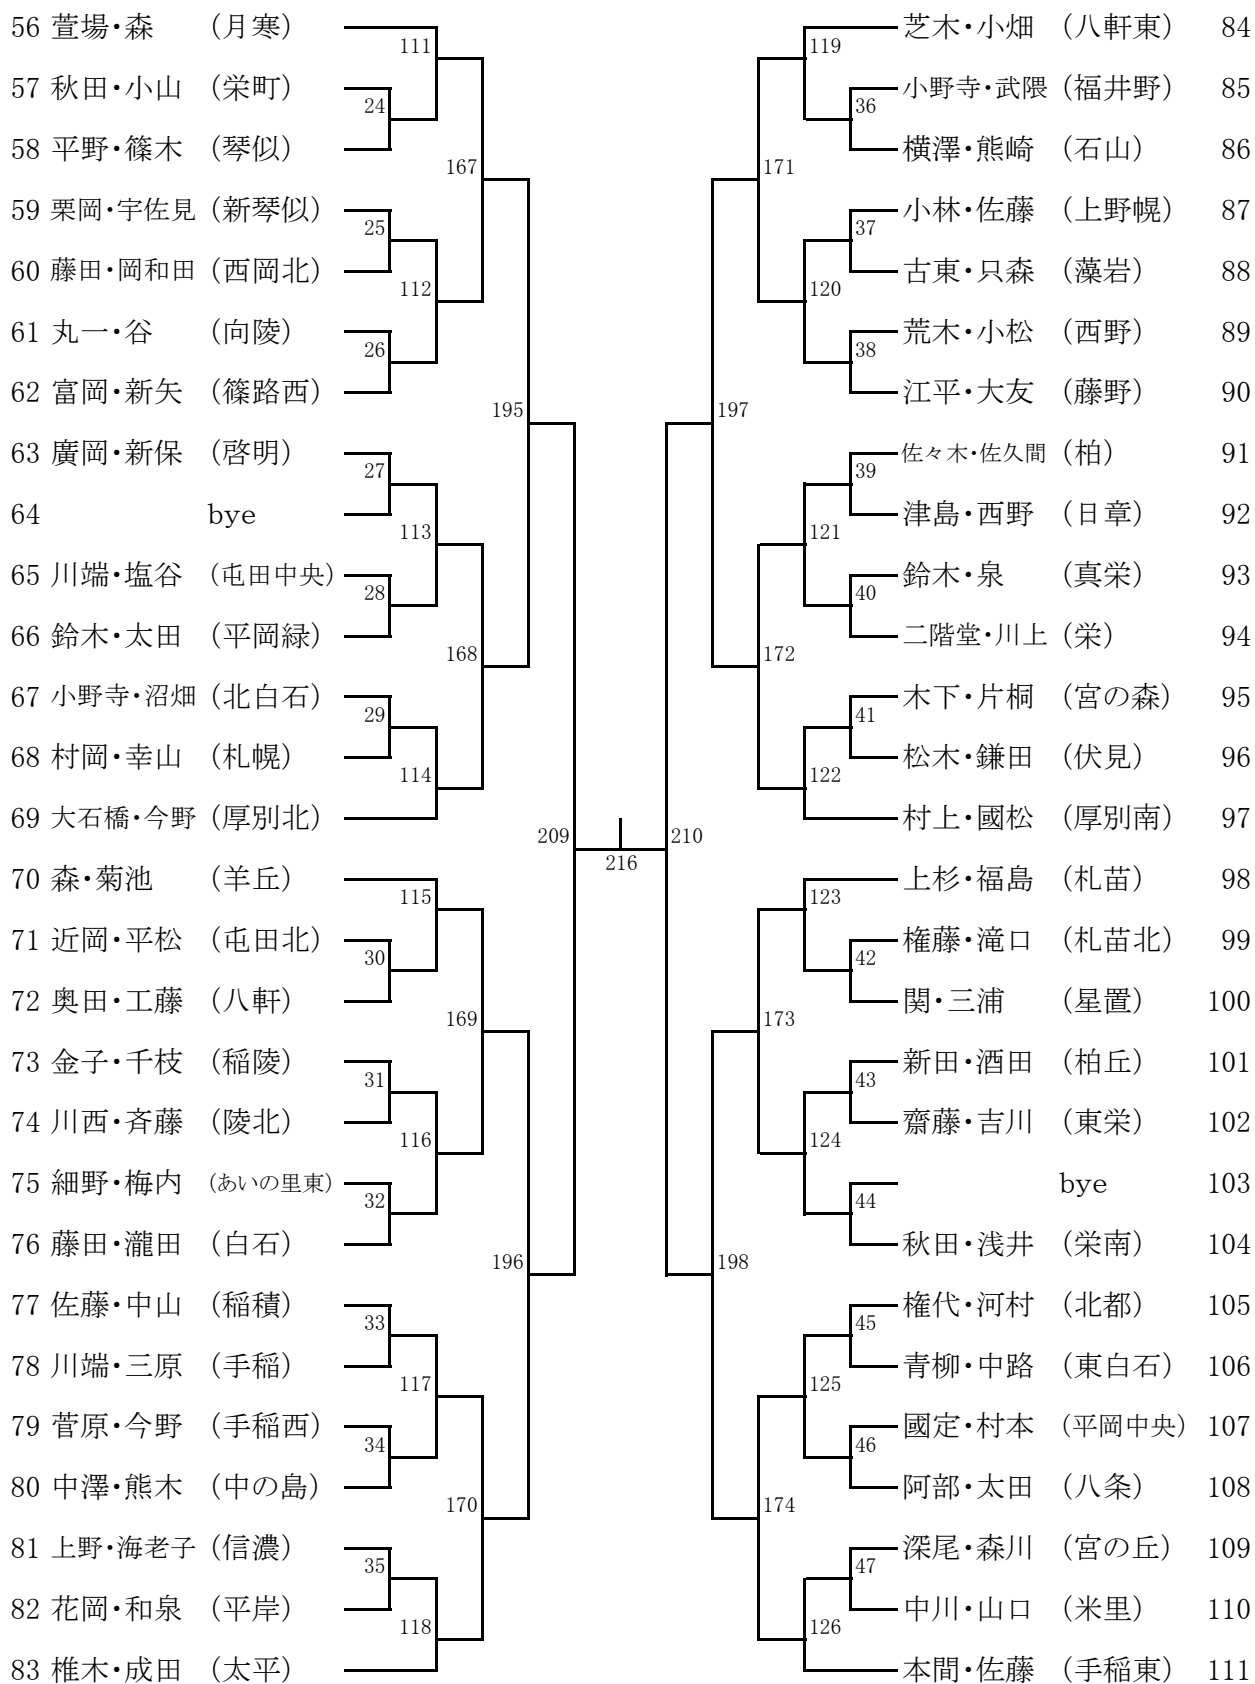 56 萱場・森 (月寒)
57 秋田・小山 (栄町)
58 平野・篠木 (琴似)
59 栗岡・宇佐見 (新琴似)
60 藤田・岡和田 (西岡北)
61 丸一・谷 (向陵)
62 富岡・新矢 (篠路西)
63 廣岡・新保 (啓明)
64 bye
65 川端・塩谷 (屯田中央)
66 鈴木・太田 (平岡緑)
67 小野寺・沼畑 (北白石)
68 村岡・幸山 (札幌)
69 大石橋・今野 (厚別北)
70 森・菊池 (羊丘)
71 近岡・平松 (屯田北)
72 奥田・工藤 (八軒)
73 金子・千枝 (稲陵)
74 川西・斉藤 (陵北)
75 細野・梅内 (あいの里東)
76 藤田・瀧田 (白石)
77 佐藤・中山 (稲積)
78 川端・三原 (手稲)
79 菅原・今野 (手稲西)
80 中澤・熊木 (中の島)
81 上野・海老子 (信濃)
82 花岡・和泉 (平岸)
83 椎木・成田 (太平)
111
24
167
25
112
26
195
27
113
28
168
29
114
209
115
30
169
31
116
32
196
33
117
34
170
35
118
216
119
36
171
37
120
38
197
39
121
40
172
41
122
210
123
42
173
43
124
44
198
45
125
46
174
47
126
芝木・小畑 (八軒東) 84
小野寺・武隈 (福井野) 85
横澤・熊崎 (石山) 86
小林・佐藤 (上野幌) 87
古東・只森 (藻岩) 88
荒木・小松 (西野) 89
江平・大友 (藤野) 90
佐々木・佐久間 (柏) 91
津島・西野 (日章) 92
鈴木・泉 (真栄) 93
二階堂・川上 (栄) 94
木下・片桐 (宮の森) 95
松木・鎌田 (伏見) 96
村上・國松 (厚別南) 97
上杉・福島 (札苗) 98
権藤・滝口 (札苗北) 99
関・三浦 (星置) 100
新田・酒田 (柏丘) 101
齋藤・吉川 (東栄) 102
bye 103
秋田・浅井 (栄南) 104
権代・河村 (北都) 105
青柳・中路 (東白石) 106
國定・村本 (平岡中央) 107
阿部・太田 (八条) 108
深尾・森川 (宮の丘) 109
中川・山口 (米里) 110
本間・佐藤 (手稲東) 111